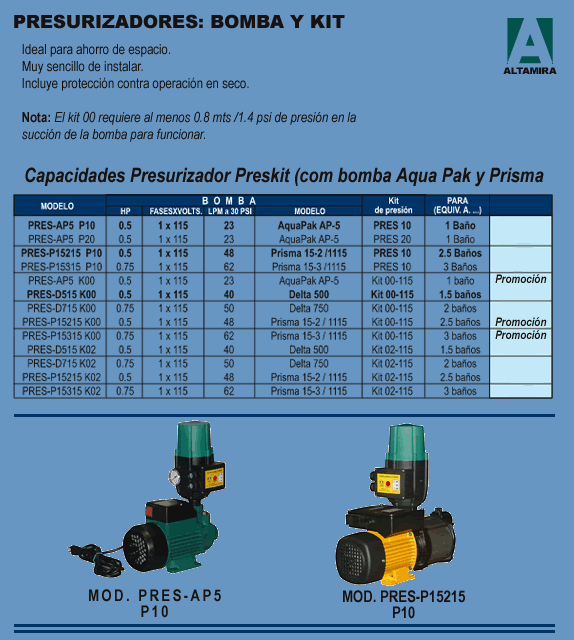 PRESURIZADORES: BOMBA Y KIT
Ideal para ahorro de espacio.
Muy sencillo de instalar.
Incluye protección contra operación en seco.
ALTAMIRA
Nota: El kit 00 requiere al menos 0.8 mts /1.4 psi de presión en la
succión de la bomba para funcionar.
Capacidades Presurizador Preskit (com bomba Aqua Pak y Prisma
MODELO BOMBA Kit de presión PARA (EQUIV. A. ...)
HP FASESXVOLTS. LPM a 30 PSI MODELO
PRES-AP5 P10 0.5 1 x 115 23 AquaPak AP-5 PRES 10 1 Baño
PRES-AP5 P20 0.5 1 x 115 23 AquaPak AP-5 PRES 20 1 Baño
PRES-P15215 P10 0.5 1 x 115 48 Prisma 15-2 /1115 PRES 10 2.5 Baños
PRES-P15315 P10 0.75 1 x 115 62 Prisma 15-3 /1115 PRES 10 3 Baños
PRES-AP5 K00 0.5 1 x 115 23 AquaPak AP-5 Kit 00-115 1 baño Promoción
PRES-D515 K00 0.5 1 x 115 40 Delta 500 Kit 00-115 1.5 baños
PRES-D715 K00 0.75 1 x 115 50 Delta 750 Kit 00-115 2 baños
PRES-P15215 K00 0.5 1 x 115 48 Prisma 15-2 / 1115 Kit 00-115 2.5 baños Promoción
PRES-P15315 K00 0.75 1 x 115 62 Prisma 15-3 / 1115 Kit 00-115 3 baños Promoción
PRES-D515 K02 0.5 1 x 115 40 Delta 500 Kit 02-115 1.5 baños
PRES-D715 K02 0.75 1 x 115 50 Delta 750 Kit 02-115 2 baños
PRES-P15215 K02 0.5 1 x 115 48 Prisma 15-2 / 1115 Kit 02-115 2.5 baños
PRES-P15315 K02 0.75 1 x 115 62 Prisma 15-3 / 1115 Kit 02-115 3 baños
MOD. PRES-AP5
P10
MOD. PRES-P15215
P10